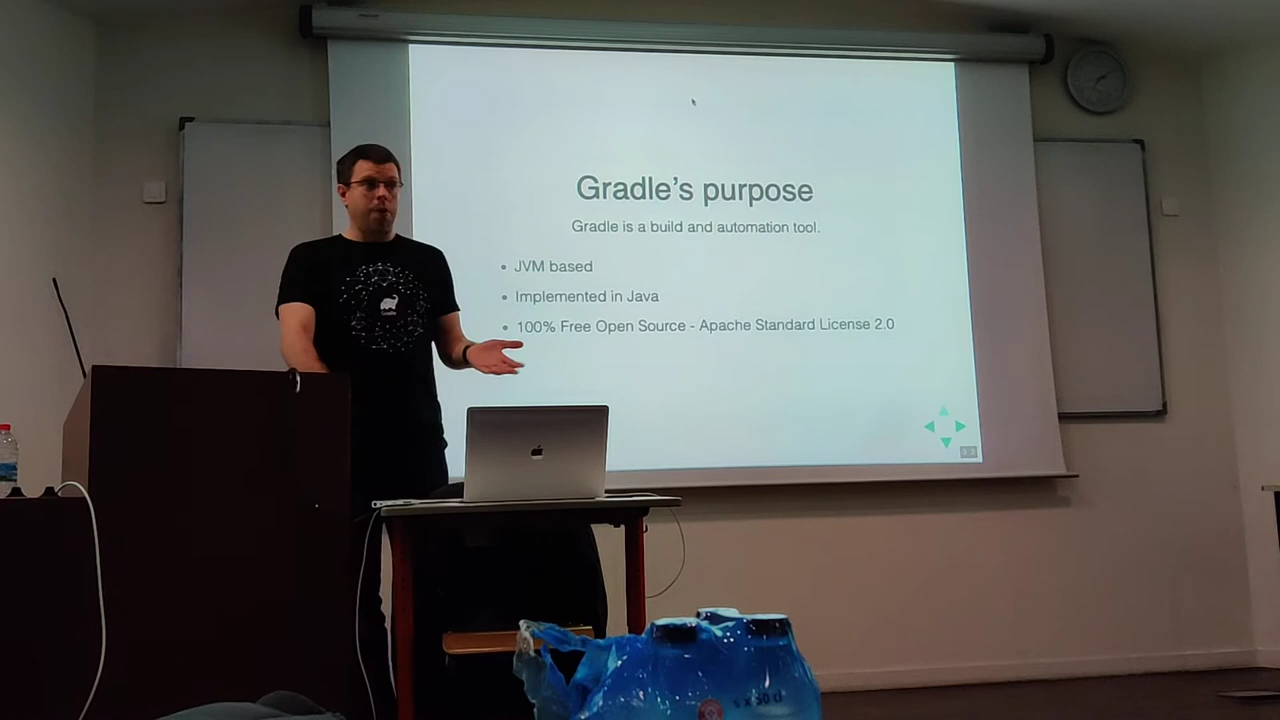 Gradle's purpose
Gradle is a build and automation tool.
• JVM based
• Implemented in Java
• 100% Free Open Source - Apache Standard License 2.0
Gradle